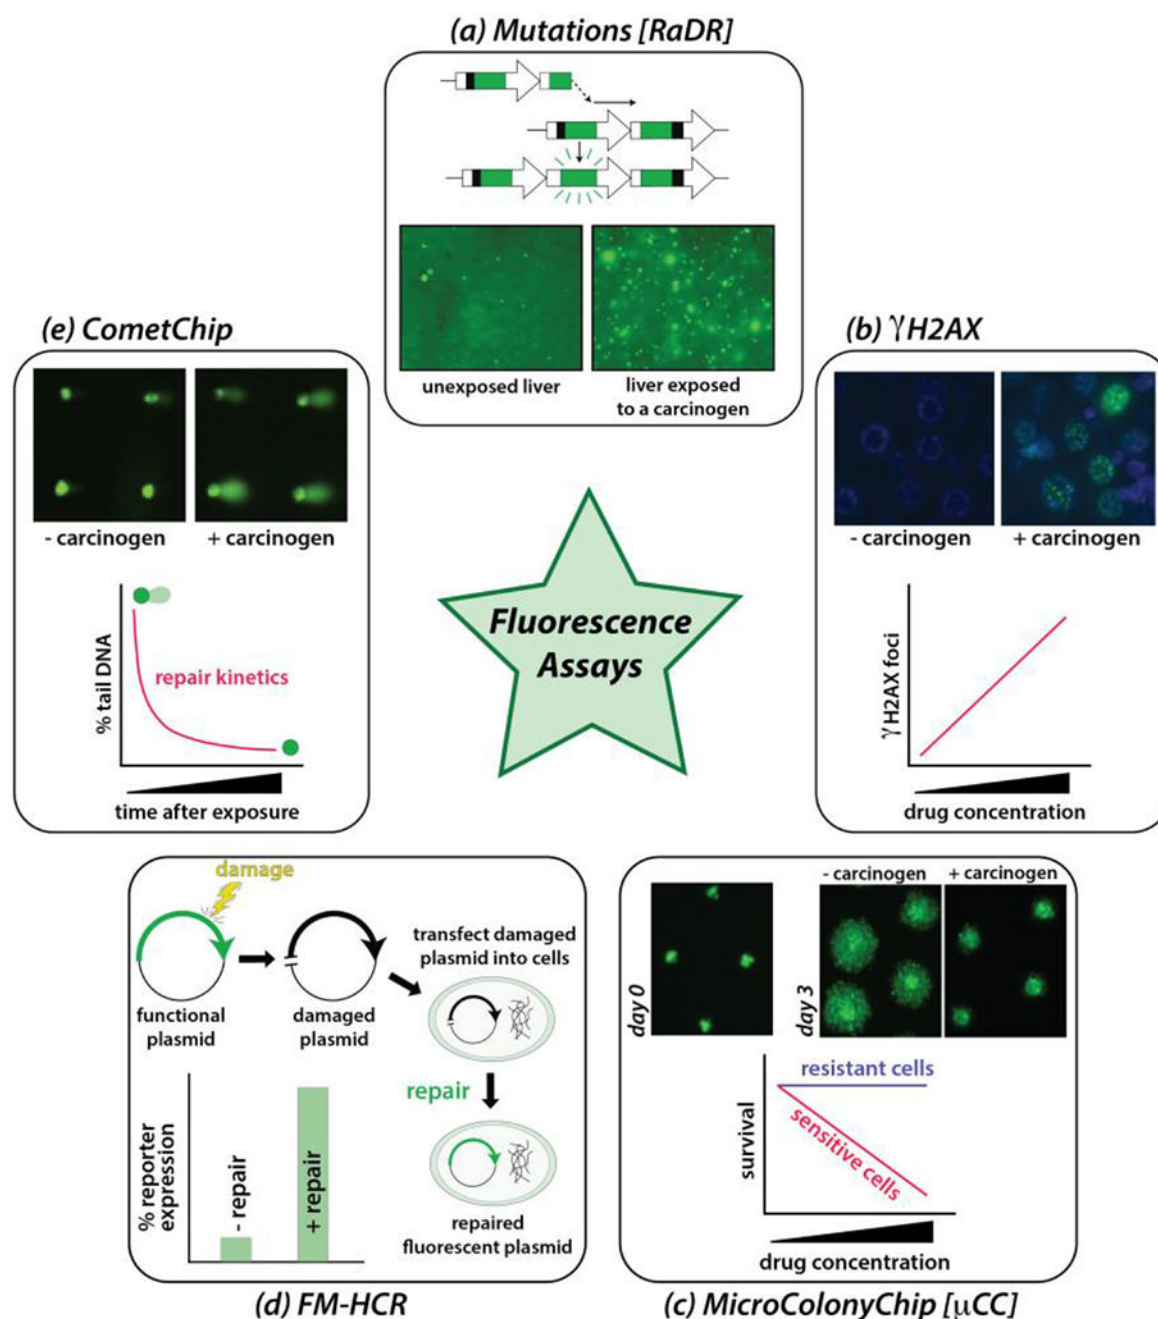 (a) Mutations [RaDR]
unexposed liver
liver exposed
to a carcinogen
(b) γH2AX
- carcinogen
+ carcinogen
γH2AX foci
drug concentration
(e) CometChip
- carcinogen
+ carcinogen
% tail DNA
repair kinetics
time after exposure
Fluorescence
Assays
damage
functional
plasmid
damaged
plasmid
transfect damaged
plasmid into cells
repair
repaired
fluorescent plasmid
% reporter
expression
- repair
+ repair
(d) FM-HCR
day 0
day 3
- carcinogen
+ carcinogen
survival
resistant cells
sensitive cells
drug concentration
(c) MicroColonyChip [μCC]